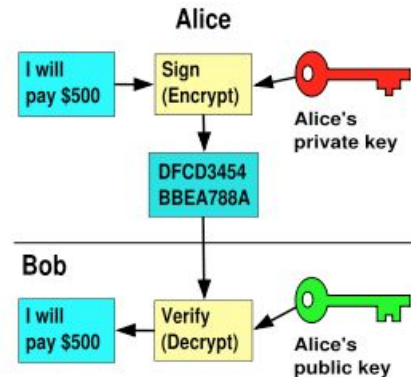 Alice
I will
pay $500
Sign
(Encrypt)
Alice's
private key
DFCD3454
BBEA788A
Bob
I will
pay $500
Verify
(Decrypt)
Alice's
public key